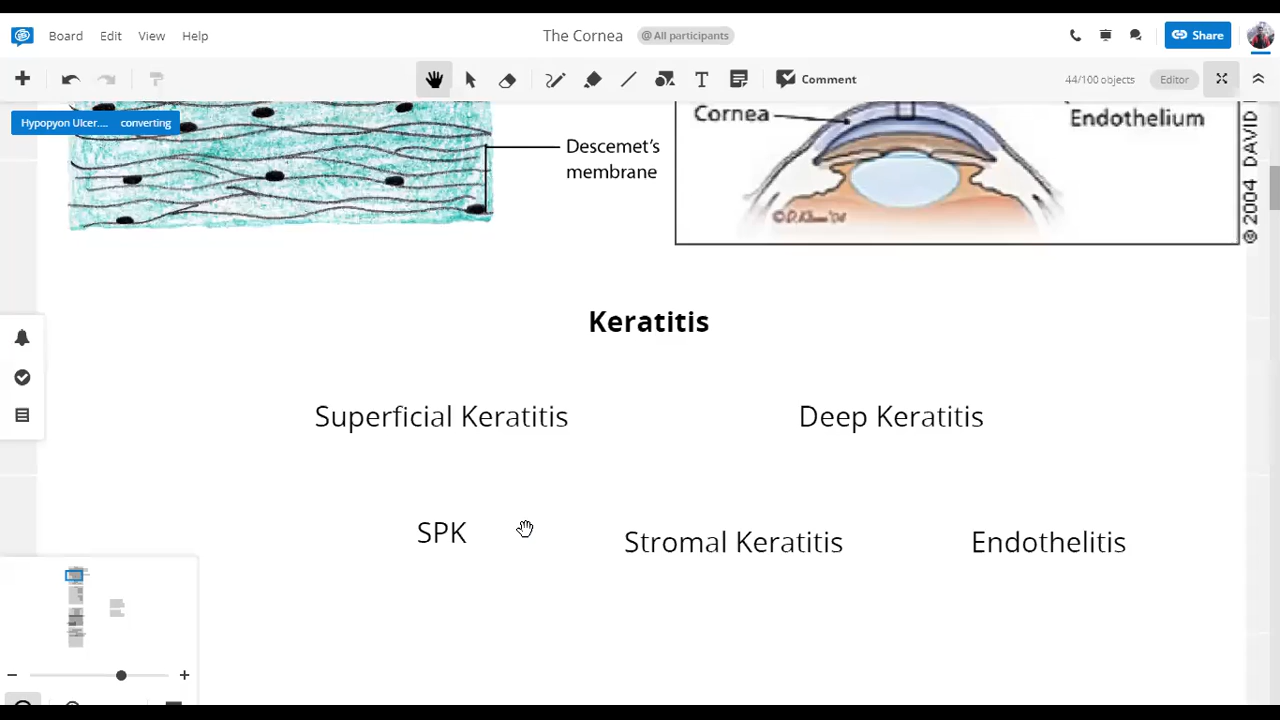 Board Edit View Help
The Cornea
@ All participants
Share
Comment
44/100 objects
Editor
Hypopyon Ulcer.... converting
Cornea
Endothelium
Descemet's
membrane
© 2004 DAVID
Keratitis
Superficial Keratitis
Deep Keratitis
SPK
Stromal Keratitis
Endothelitis